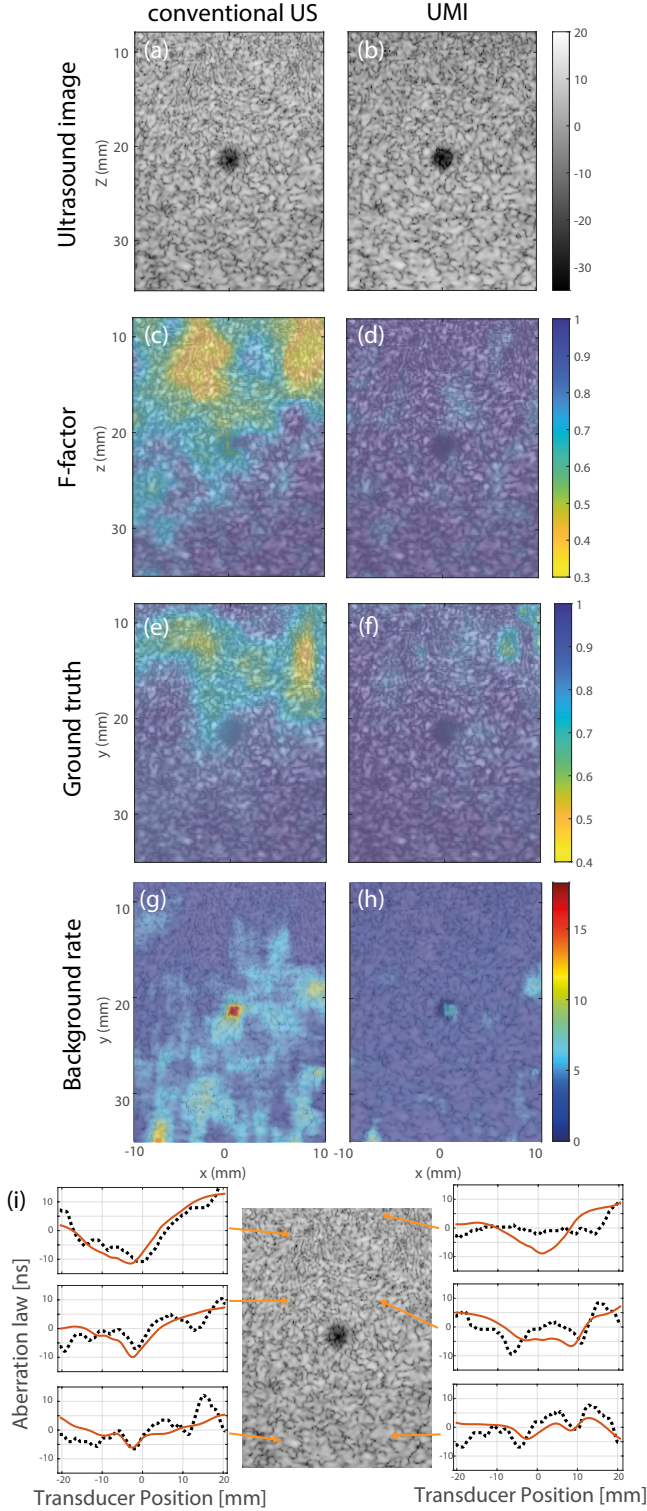 conventional US UMI
Ultrasound image
(a) (b)
Z (mm)
10
20
30
20
10
0
-10
-20
-30
F-factor
(c) (d)
z (mm)
10
20
30
1
0.9
0.8
0.7
0.6
0.5
0.4
0.3
Ground truth
(e) (f)
y (mm)
10
20
30
1
0.9
0.8
0.7
0.6
0.5
0.4
Background rate
(g) (h)
y (mm)
10
20
30
15
10
5
0
-10 0 10 -10 0 10
x (mm) x (mm)
(i)
Aberration law [ns]
10
0
-10
10
0
-10
10
0
-10
-20 -10 0 10 20
Transducer Position [mm]
10
0
-10
10
0
-10
10
0
-10
-20 -10 0 10 20
Transducer Position [mm]